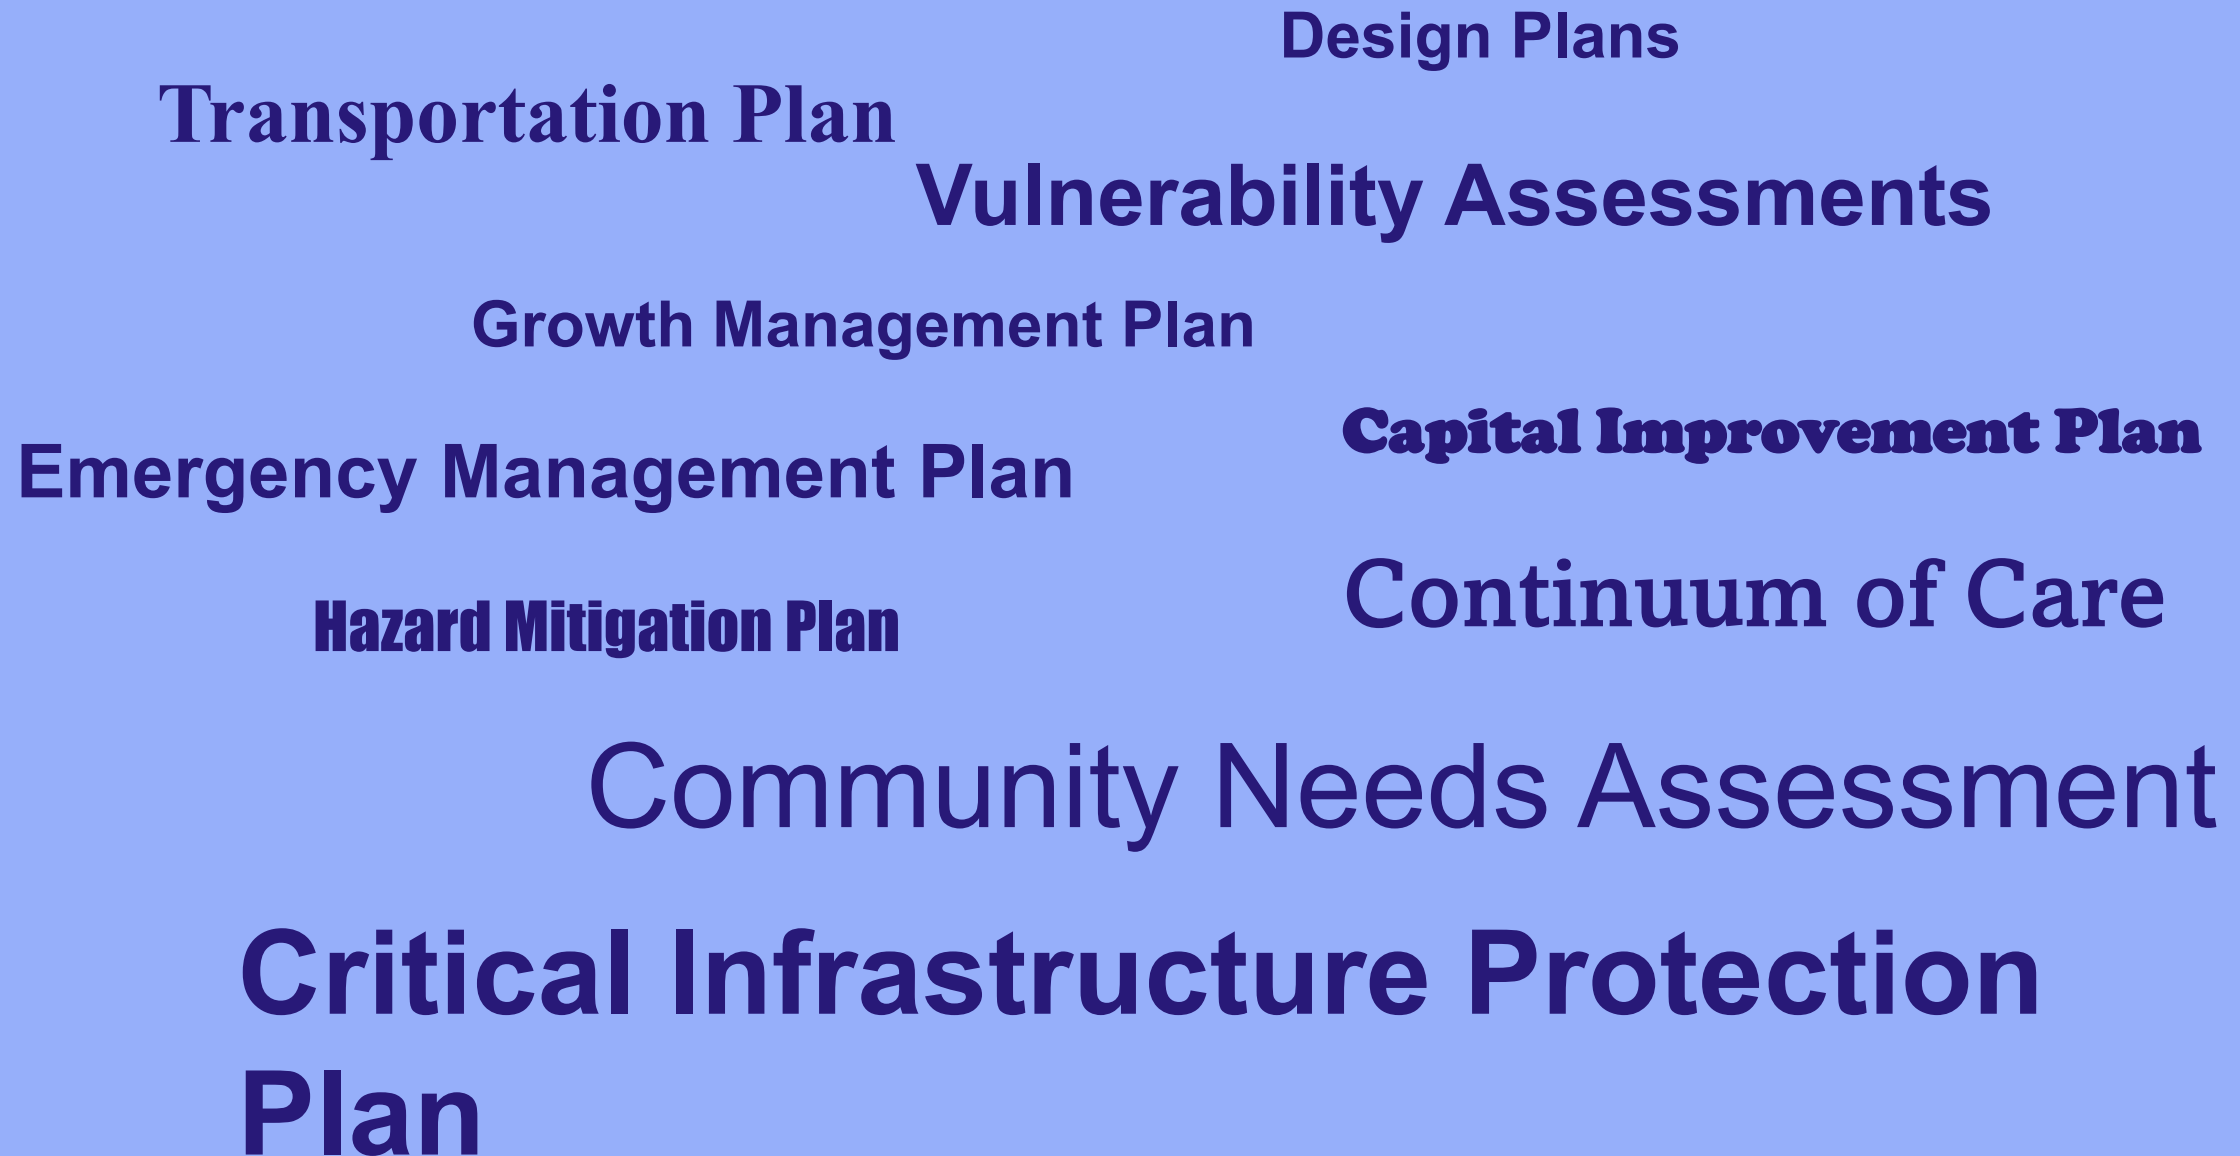 Design Plans
Transportation Plan
Vulnerability Assessments
Growth Management Plan
Capital Improvement Plan
Emergency Management Plan
Continuum of Care
Hazard Mitigation Plan
Community Needs Assessment
Critical Infrastructure Protection
Plan